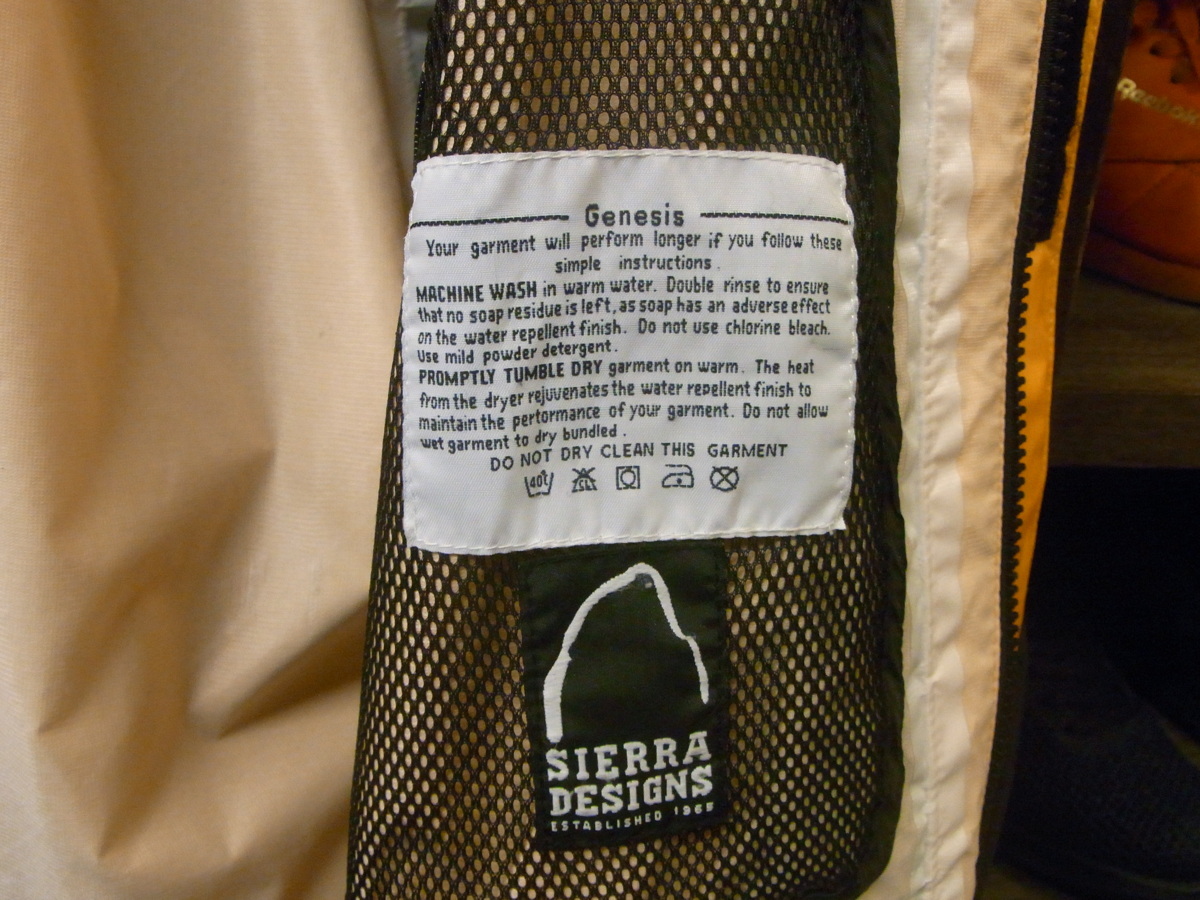 Genesis
Your garment will perform longer if you follow these
simple instructions.
MACHINE WASH in warm water. Double rinse to ensure
that no soap residue is left, as soap has an adverse effect
on the water repellent finish. Do not use chlorine bleach.
Use mild powder detergent.
PROMPTLY TUMBLE DRY garment on warm. The heat
from the dryer rejuvenates the water repellent finish to
maintain the performance of your garment. Do not allow
wet garment to dry bundled.
DO NOT DRY CLEAN THIS GARMENT
40° CL
SIERRA
DESIGNS
ESTABLISHED 1965
Reebok